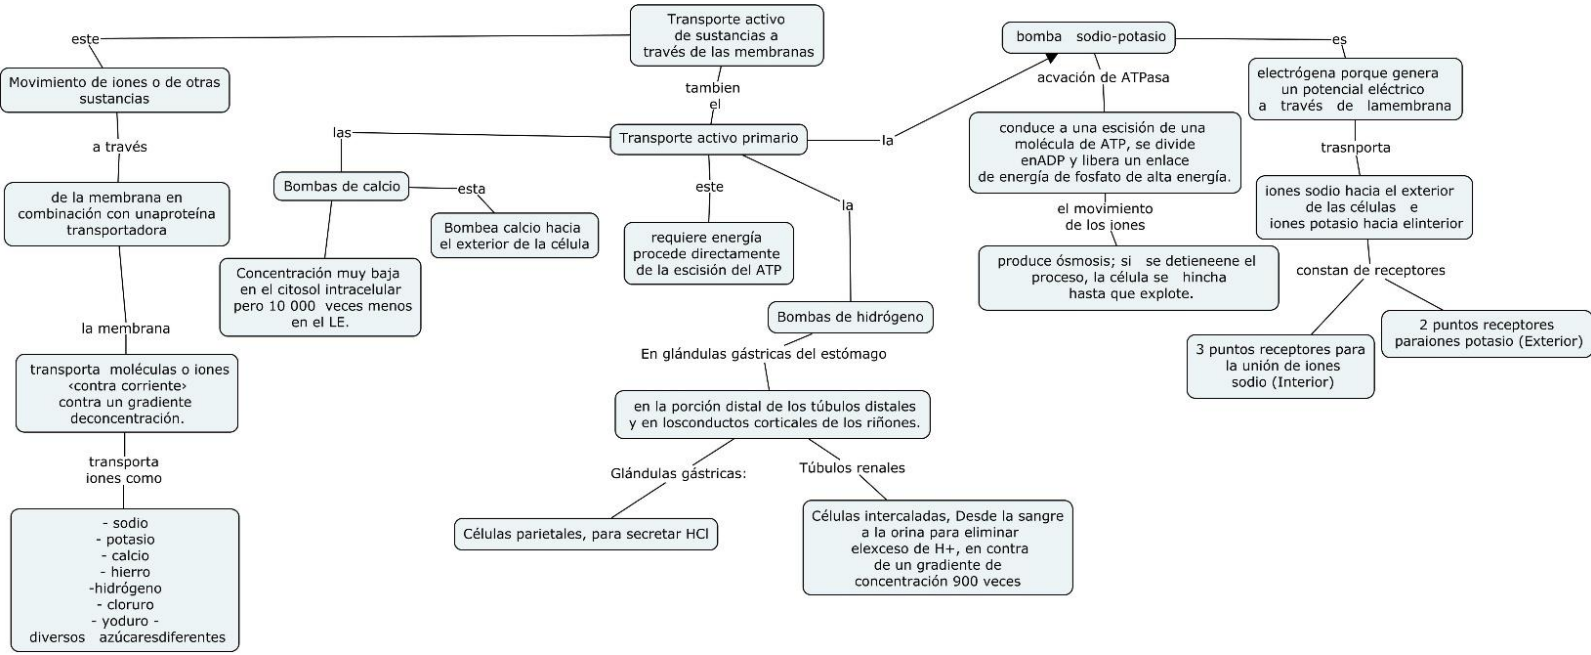 Transporte activo
de sustancias a
través de las membranas
este
Movimiento de iones o de otras
sustancias
a través
de la membrana en
combinación con unaproteína
transportadora
la membrana
transporta moléculas o iones
‹contra corriente›
contra un gradiente
deconcentración.
transporta
iones como
- sodio
- potasio
- calcio
- hierro
-hidrógeno
- cloruro
- yoduro -
diversos azúcaresdiferentes
tambien
el
Transporte activo primario
las
Bombas de calcio
esta
Bombea calcio hacia
el exterior de la célula
Concentración muy baja
en el citosol intracelular
pero 10 000 veces menos
en el LE.
este
requiere energía
procede directamente
de la escisión del ATP
la
Bombas de hidrógeno
En glándulas gástricas del estómago
en la porción distal de los túbulos distales
y en losconductos corticales de los riñones.
Glándulas gástricas:
Células parietales, para secretar HCl
Túbulos renales
Células intercaladas, Desde la sangre
a la orina para eliminar
elexceso de H+, en contra
de un gradiente de
concentración 900 veces
la
bomba sodio-potasio
acvación de ATPasa
conduce a una escisión de una
molécula de ATP, se divide
enADP y libera un enlace
de energía de fosfato de alta energía.
el movimiento
de los iones
produce ósmosis; si se detieneene el
proceso, la célula se hincha
hasta que explote.
es
electrógena porque genera
un potencial eléctrico
a través de lamembrana
trasnporta
iones sodio hacia el exterior
de las células e
iones potasio hacia elinterior
constan de receptores
3 puntos receptores para
la unión de iones
sodio (Interior)
2 puntos receptores
paraiones potasio (Exterior)